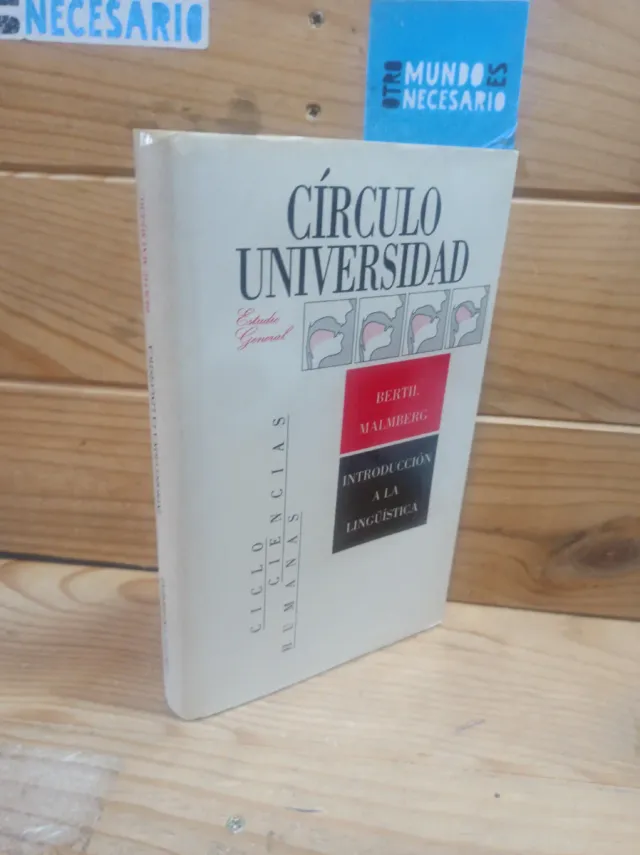 NECESARIO
OTRO MUNDO ES NECESARIO
CÍRCULO
UNIVERSIDAD
Estudio
General
BERTIL
MALMBERG
INTRODUCCIÓN
A LA
LINGÜÍSTICA
CICLO
CIENCIAS
HUMANAS